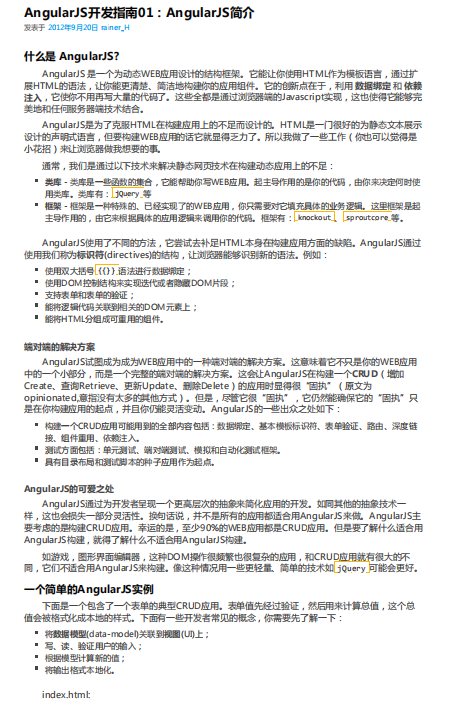 AngularJS开发指南01：AngularJS简介
发表于 2012年9月20日 rainer_H
什么是 AngularJS?
AngularJS 是一个为动态WEB应用设计的结构框架。它能让你使用HTML作为模板语言，通过扩
展HTML的语法，让你能更清楚、简洁地构建你的应用组件。它的创新点在于，利用 数据绑定 和 依赖
注入，它使你不用再写大量的代码了。这些全都是通过浏览器端的Javascript实现，这也使得它能够完
美地和任何服务器端技术结合。
AngularJS是为了克服HTML在构建应用上的不足而设计的。HTML是一门很好的为静态文本展示
设计的声明式语言，但要构建WEB应用的话它就显得乏力了。所以我做了一些工作（你也可以觉得是
小花招）来让浏览器做我想要的事。
通常，我们是通过以下技术来解决静态网页技术在构建动态应用上的不足：
类库 - 类库是一些函数的集合，它能帮助你写WEB应用。起主导作用的是你的代码，由你来决定何时使
用类库。类库有：jQuery等
框架 - 框架是一种特殊的、已经实现了的WEB应用，你只需要对它填充具体的业务逻辑。这里框架是起
主导作用的，由它来根据具体的应用逻辑来调用你的代码。框架有：knockout、sproutcore等。
AngularJS使用了不同的方法，它尝试去补足HTML本身在构建应用方面的缺陷。AngularJS通过
使用我们称为标识符(directives)的结构，让浏览器能够识别新的语法。例如：
使用双大括号{{}}语法进行数据绑定；
使用DOM控制结构来实现迭代或者隐藏DOM片段；
支持表单和表单的验证；
能将逻辑代码关联到相关的DOM元素上；
能将HTML分组成可重用的组件。
端对端的解决方案
AngularJS试图成为成为WEB应用中的一种端对端的解决方案。这意味着它不只是你的WEB应用
中的一个小部分，而是一个完整的端对端的解决方案。这会让AngularJS在构建一个CRUD（增加
Create、查询Retrieve、更新Update、删除Delete）的应用时显得很“固执”（原文为
opinionated,意指没有太多的其他方式）。但是，尽管它很“固执”，它仍然能确保它的“固执”只
是在你构建应用的起点，并且你仍能灵活变动。AngularJS的一些出众之处如下：
构建一个CRUD应用可能用到的全部内容包括：数据绑定、基本模板标识符、表单验证、路由、深度链
接、组件重用、依赖注入。
测试方面包括：单元测试、端对端测试、模拟和自动化测试框架。
具有目录布局和测试脚本的种子应用作为起点。
AngularJS的可爱之处
AngularJS通过为开发者呈现一个更高层次的抽象来简化应用的开发。如同其他的抽象技术一
样，这也会损失一部分灵活性。换句话说，并不是所有的应用都适合用AngularJS来做。AngularJS主
要考虑的是构建CRUD应用。幸运的是，至少90%的WEB应用都是CRUD应用。但是要了解什么适合用
AngularJS构建，就得了解什么不适合用AngularJS构建。
如游戏，图形界面编辑器，这种DOM操作很频繁也很复杂的应用，和CRUD应用就有很大的不
同，它们不适合用AngularJS来构建。像这种情况用一些更轻量、简单的技术如jQuery可能会更好。
一个简单的AngularJS实例
下面是一个包含了一个表单的典型CRUD应用。表单值先经过验证，然后用来计算总值，这个总
值会被格式化成本地的样式。下面有一些开发者常见的概念，你需要先了解一下：
将数据模型(data-model)关联到视图(UI)上；
写、读、验证用户的输入；
根据模型计算新的值；
将输出格式本地化。
index.html: